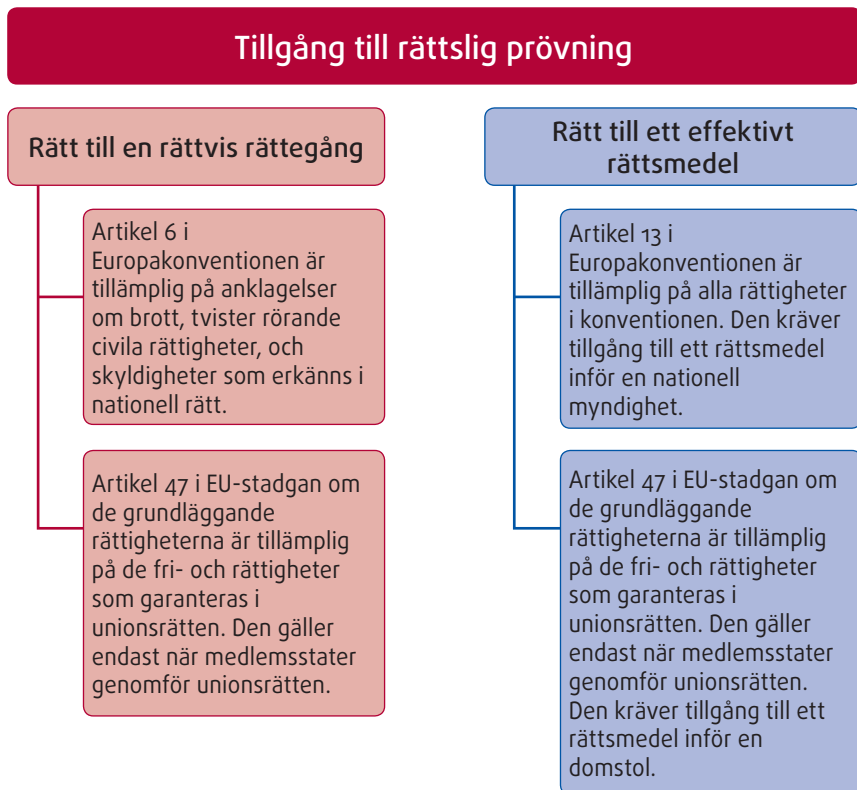 Tillgång till rättslig prövning
Rätt till en rättvis rättegång
Artikel 6 i
Europakonventionen är
tillämplig på anklagelser
om brott, tvister rörande
civila rättigheter, och
skyldigheter som erkänns i
nationell rätt.
Artikel 47 i EU-stadgan om
de grundläggande
rättigheterna är tillämplig
på de fri- och rättigheter
som garanteras i
unionsrätten. Den gäller
endast när medlemsstater
genomför unionsrätten.
Rätt till ett effektivt
rättsmedel
Artikel 13 i
Europakonventionen är
tillämplig på alla rättigheter
i konventionen. Den kräver
tillgång till ett rättsmedel
inför en nationell
myndighet.
Artikel 47 i EU-stadgan om
de grundläggande
rättigheterna är tillämplig
på de fri- och rättigheter
som garanteras i
unionsrätten. Den gäller
endast när medlemsstater
genomför unionsrätten.
Den kräver tillgång till ett
rättsmedel inför en
domstol.